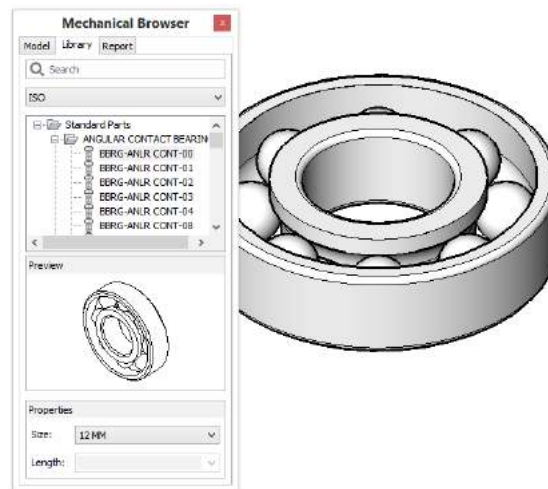 Mechanical Browser
Model Library Report
Search
ISO
Standard Parts
ANGULAR CONTACT BEARIN
BBRG-ANLR CONT-00
BBRG-ANLR CONT-01
BBRG-ANLR CONT-02
BBRG-ANLR CONT-03
BBRG-ANLR CONT-04
BBRG-ANLR CONT-08
Preview
Properties
Size: 12 MM
Length: